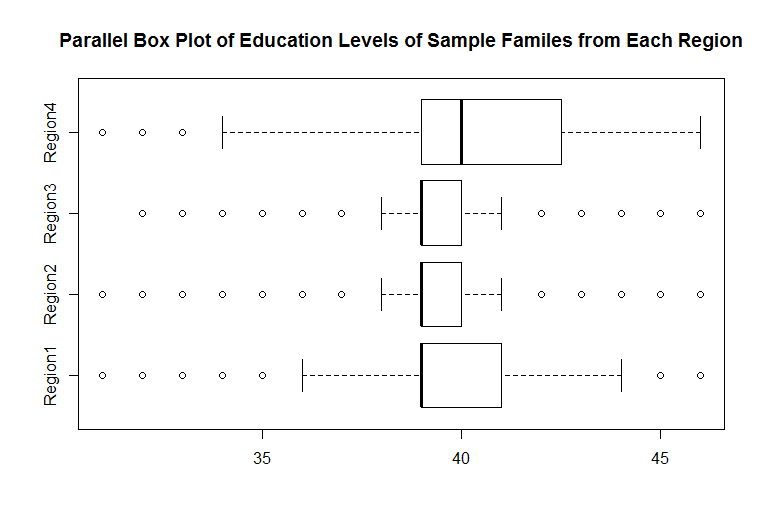 Parallel Box Plot of Education Levels of Sample Familes from Each Region
Region4
Region3
Region2
Region1
35 40 45